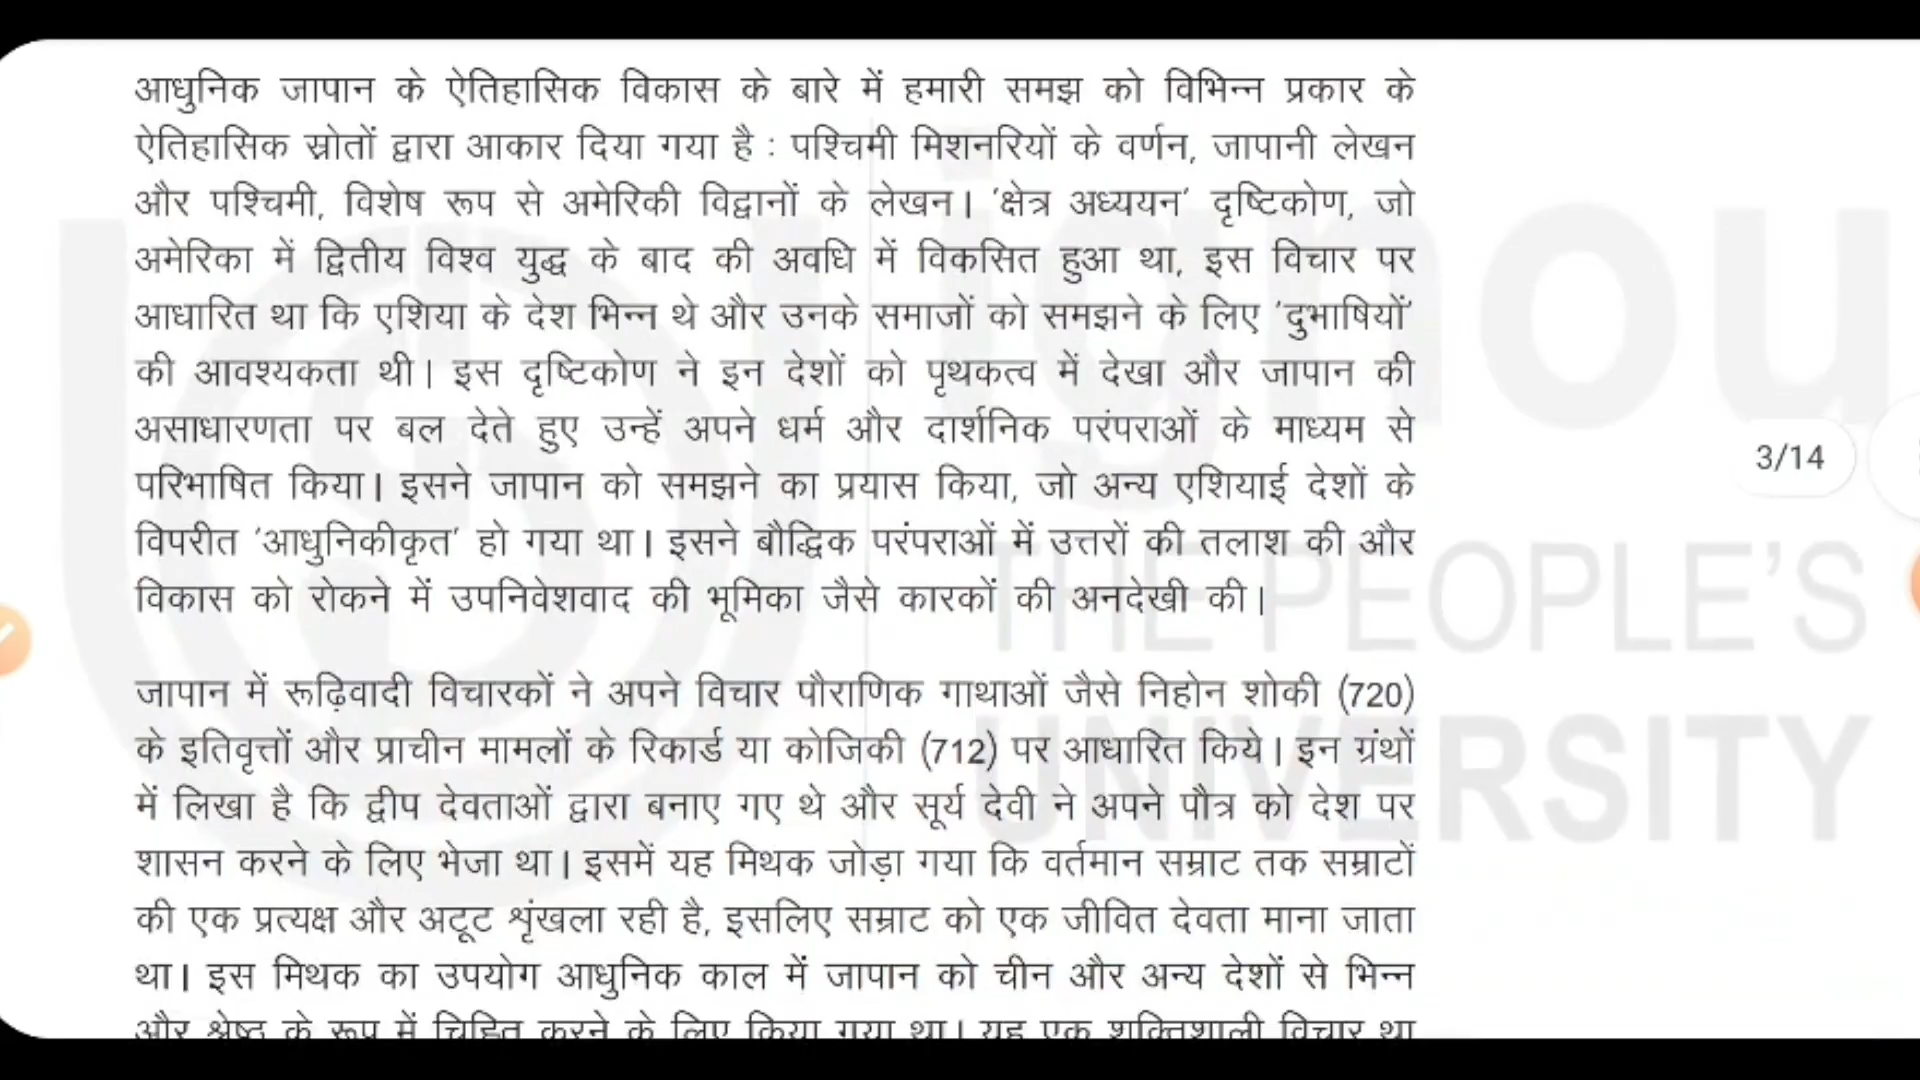 आधुनिक जापान के ऐतिहासिक विकास के बारे में हमारी समझ को विभिन्न प्रकार के
ऐतिहासिक स्रोतों द्वारा आकार दिया गया है : पश्चिमी मिशनरियों के वर्णन, जापानी लेखन
और पश्चिमी, विशेष रूप से अमेरिकी विद्वानों के लेखन। 'क्षेत्र अध्ययन' दृष्टिकोण, जो
अमेरिका में द्वितीय विश्व युद्ध के बाद की अवधि में विकसित हुआ था, इस विचार पर
आधारित था कि एशिया के देश भिन्न थे और उनके समाजों को समझने के लिए 'दुभाषियों'
की आवश्यकता थी। इस दृष्टिकोण ने इन देशों को पृथकत्व में देखा और जापान की
असाधारणता पर बल देते हुए उन्हें अपने धर्म और दार्शनिक परंपराओं के माध्यम से
परिभाषित किया। इसने जापान को समझने का प्रयास किया, जो अन्य एशियाई देशों के
विपरीत 'आधुनिकीकृत' हो गया था। इसने बौद्धिक परंपराओं में उत्तरों की तलाश की और
विकास को रोकने में उपनिवेशवाद की भूमिका जैसे कारकों की अनदेखी की।
जापान में रूढ़िवादी विचारकों ने अपने विचार पौराणिक गाथाओं जैसे निहोन शोकी (720)
के इतिवृत्तों और प्राचीन मामलों के रिकार्ड या कोजिकी (712) पर आधारित किये। इन ग्रंथों
में लिखा है कि द्वीप देवताओं द्वारा बनाए गए थे और सूर्य देवी ने अपने पौत्र को देश पर
शासन करने के लिए भेजा था। इसमें यह मिथक जोड़ा गया कि वर्तमान सम्राट तक सम्राटों
की एक प्रत्यक्ष और अटूट शृंखला रही है, इसलिए सम्राट को एक जीवित देवता माना जाता
था। इस मिथक का उपयोग आधुनिक काल में जापान को चीन और अन्य देशों से भिन्न
और श्रेष्ठ के रूप में चिह्नित करने के लिए किया गया था। यह एक शक्तिशाली विचार था
3/14
ignou
THE PEOPLE'S
UNIVERSITY